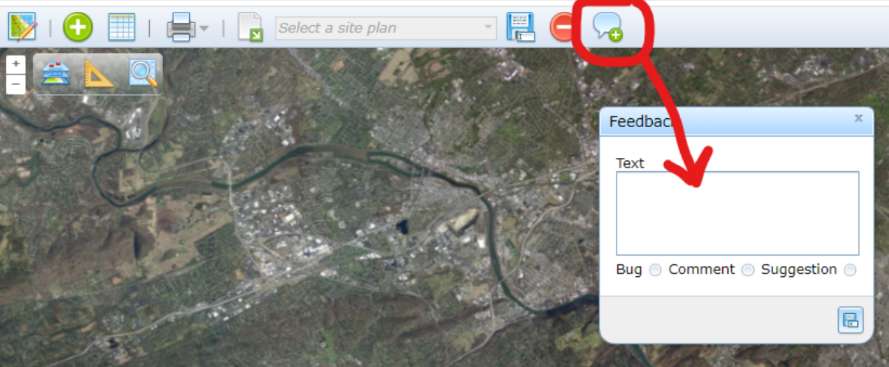 Select a site plan
Feedback
Text
Bug Comment Suggestion